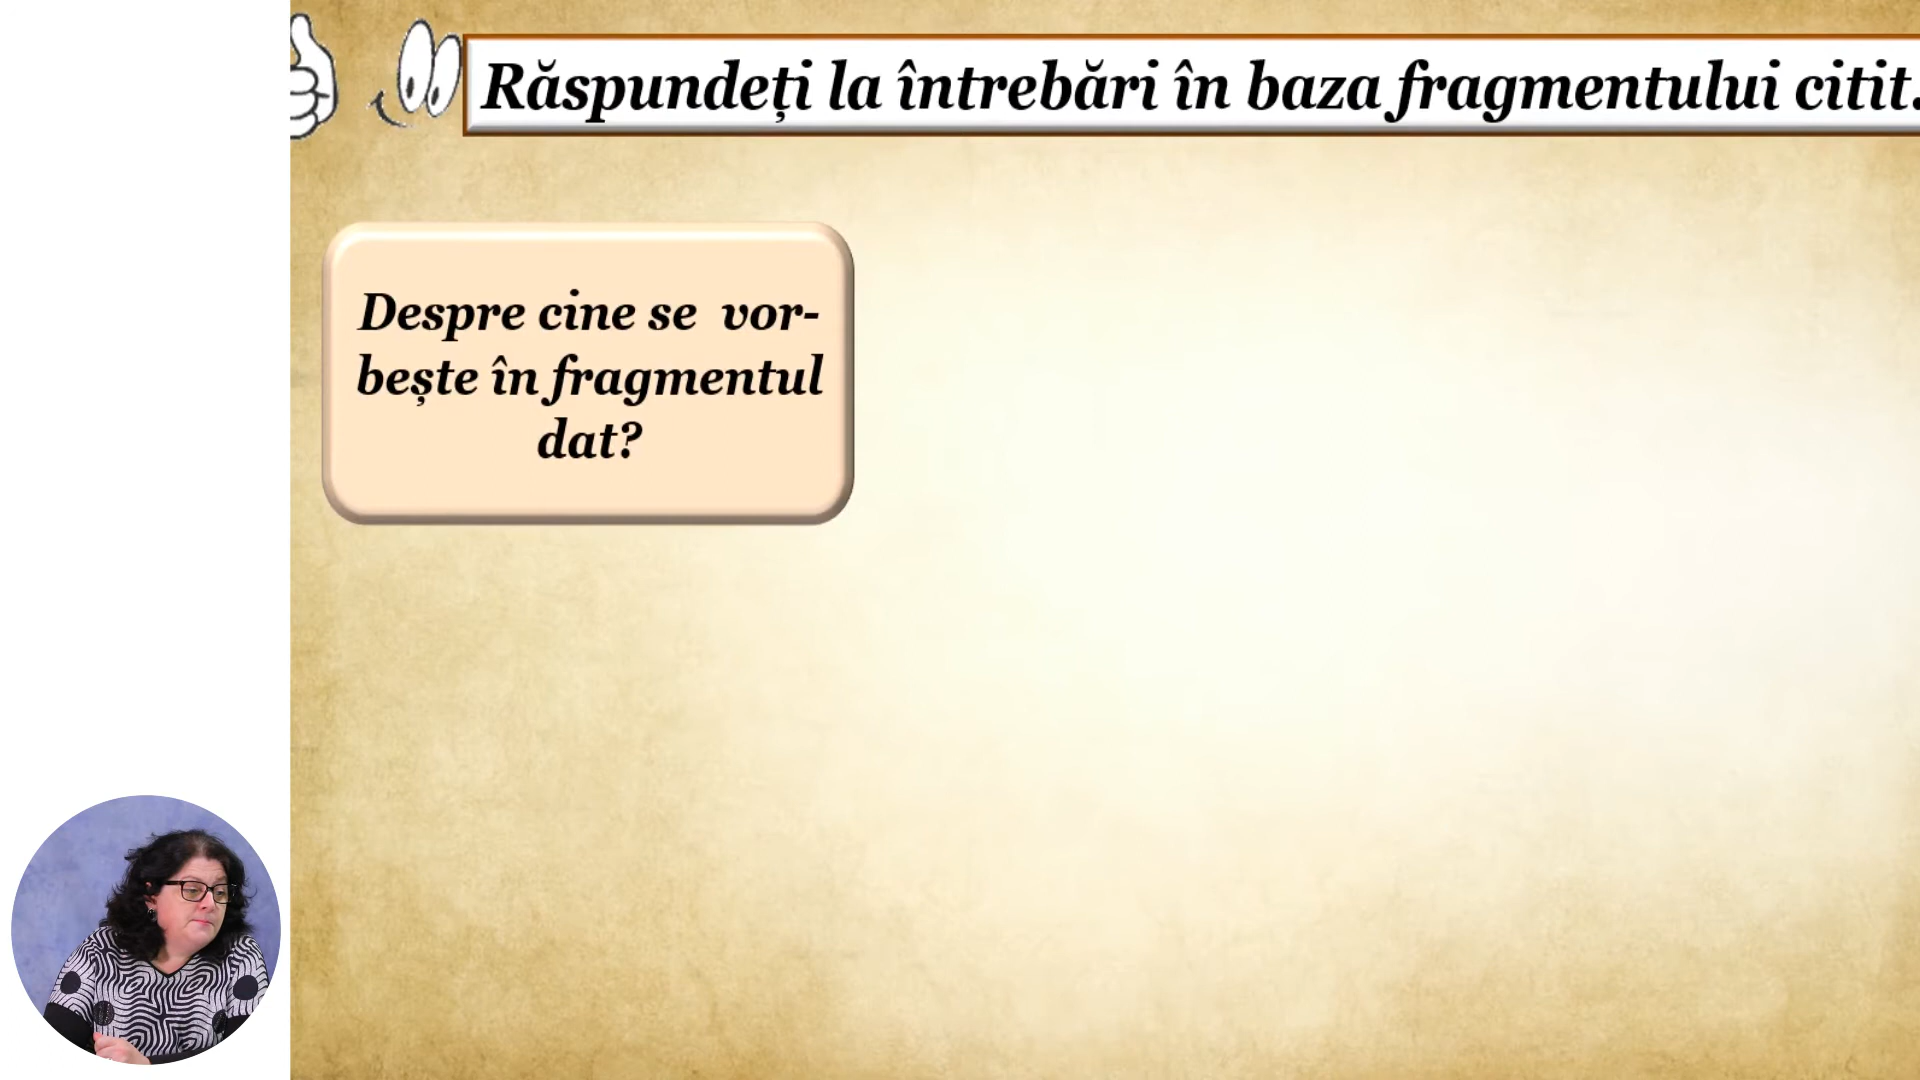 Răspundeți la întrebări în baza fragmentului citit.
Despre cine se vor-
bește în fragmentul
dat?